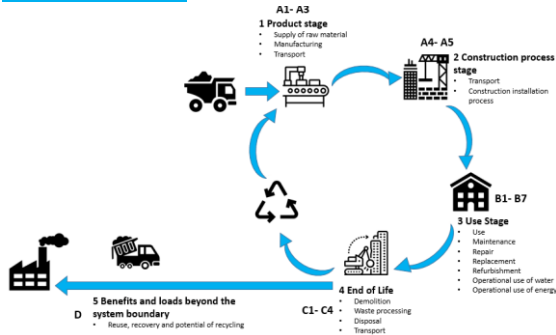 A1- A3
1 Product stage
• Supply of raw material
• Manufacturing
• Transport
A4- A5
2 Construction process
stage
• Transport
• Construction installation
process
B1- B7
3 Use Stage
• Use
• Maintenance
• Repair
• Replacement
• Refurbishment
• Operational use of water
• Operational use of energy
4 End of Life
C1- C4
• Demolition
• Waste processing
• Disposal
• Transport
5 Benefits and loads beyond the
D
system boundary
• Reuse, recovery and potential of recycling